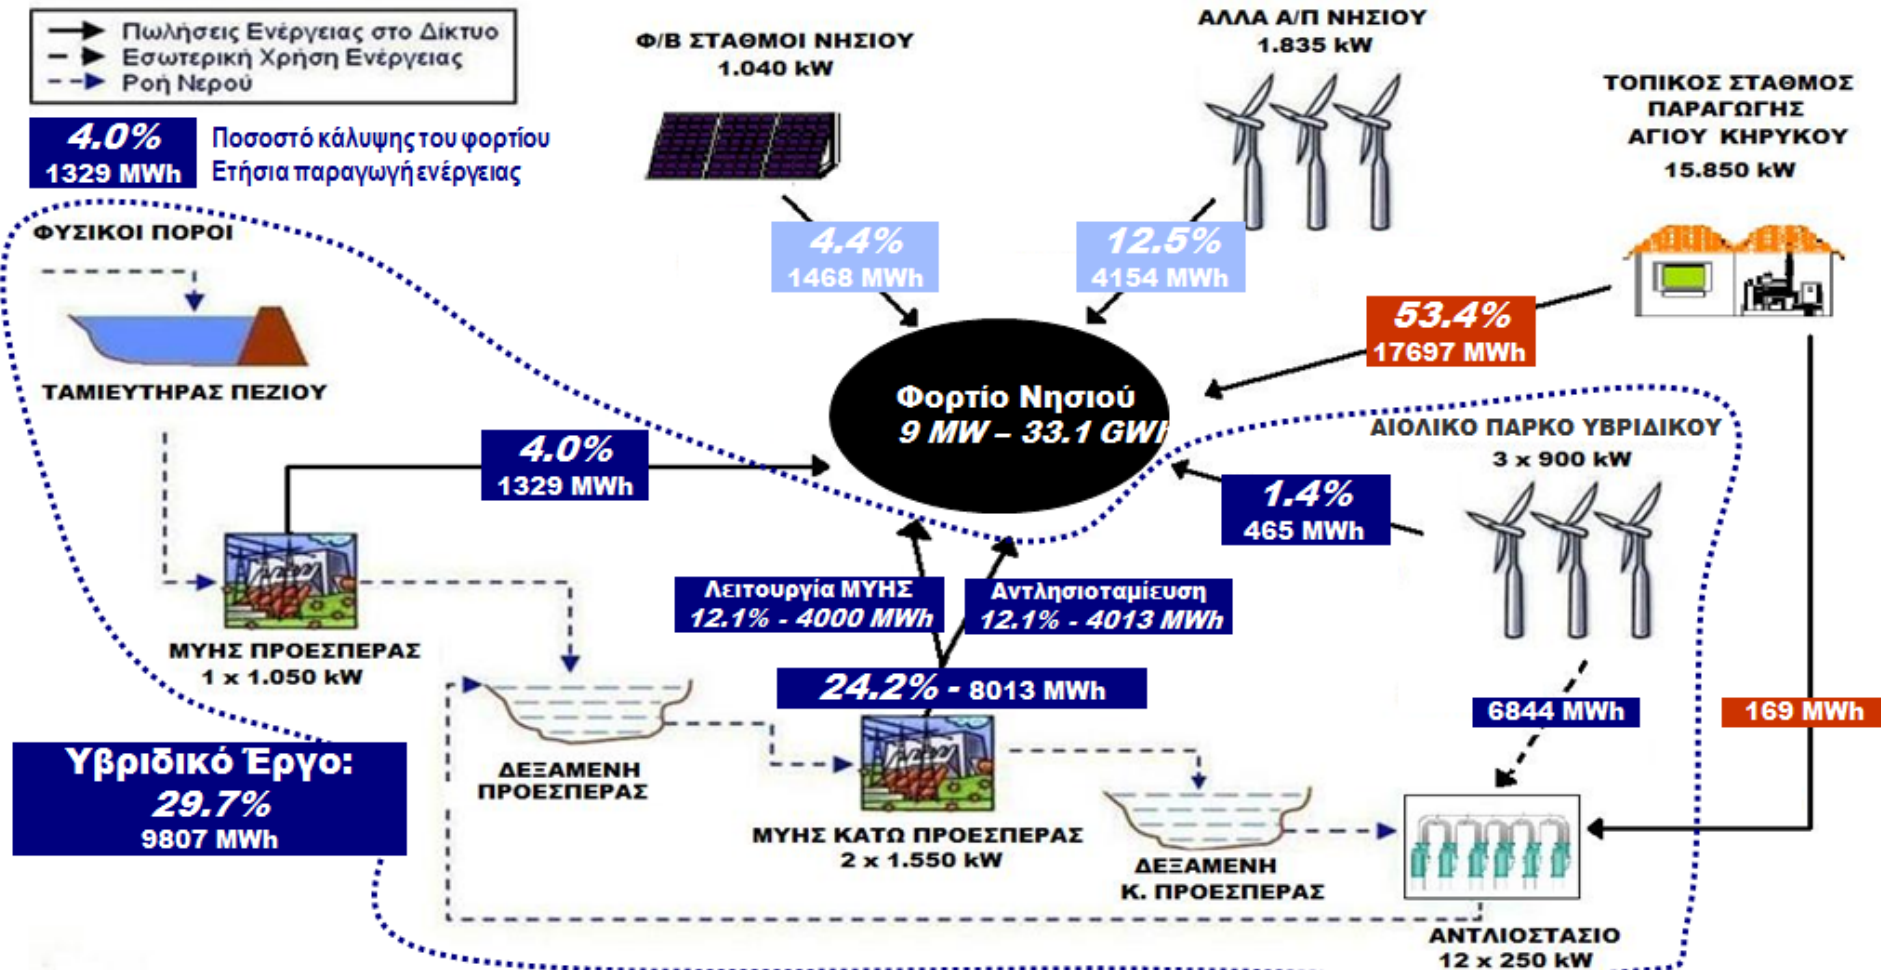 Πωλήσεις Ενέργειας στο Δίκτυο
Εσωτερική Χρήση Ενέργειας
Ροή Νερού
4.0%
1329 MWh
Ποσοστό κάλυψης του φορτίου
Ετήσια παραγωγή ενέργειας
Φ/Β ΣΤΑΘΜΟΙ ΝΗΣΙΟΥ
1.040 kW
ΑΛΛΑ Α/Π ΝΗΣΙΟΥ
1.835 kW
ΤΟΠΙΚΟΣ ΣΤΑΘΜΟΣ
ΠΑΡΑΓΩΓΗΣ
ΑΓΙΟΥ ΚΗΡΥΚΟΥ
15.850 kW
4.4%
1468 MWh
12.5%
4154 MWh
53.4%
17697 MWh
ΦΥΣΙΚΟΙ ΠΟΡΟΙ
ΤΑΜΙΕΥΤΗΡΑΣ ΠΕΖΙΟΥ
Φορτίο Νησιού
9 MW – 33.1 GWh
ΑΙΟΛΙΚΟ ΠΑΡΚΟ ΥΒΡΙΔΙΚΟΥ
3 x 900 kW
4.0%
1329 MWh
1.4%
465 MWh
Λειτουργία ΜΥΗΣ
12.1% - 4000 MWh
Αντλησιοταμίευση
12.1% - 4013 MWh
ΜΥΗΣ ΠΡΟΕΣΠΕΡΑΣ
1 x 1.050 kW
24.2% - 8013 MWh
6844 MWh
169 MWh
Υβριδικό Έργο:
29.7%
9807 MWh
ΔΕΞΑΜΕΝΗ
ΠΡΟΕΣΠΕΡΑΣ
ΜΥΗΣ ΚΑΤΩ ΠΡΟΕΣΠΕΡΑΣ
2 x 1.550 kW
ΔΕΞΑΜΕΝΗ
Κ. ΠΡΟΕΣΠΕΡΑΣ
ΑΝΤΛΙΟΣΤΑΣΙΟ
12 x 250 kW